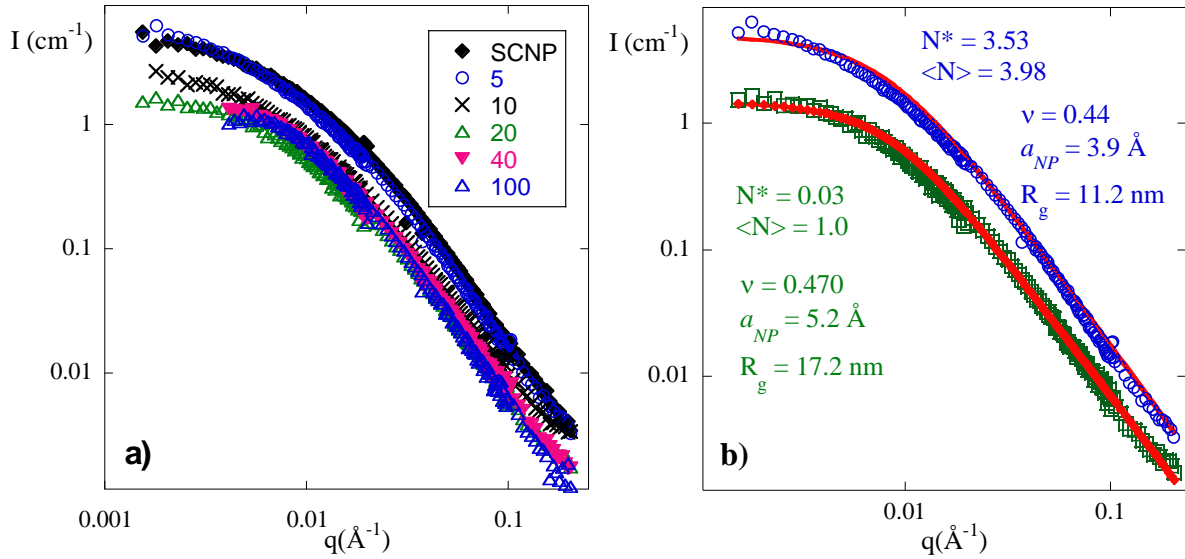 I (cm⁻¹)
1
0.1
0.01
0.001
0.01
0.1
q(Å⁻¹)
SCNP
5
10
20
40
100
a)
I (cm⁻¹)
1
0.1
0.01
0.01
0.1
q(Å⁻¹)
N* = 3.53
<N> = 3.98
ν = 0.44
a_NP = 3.9 Å
R_g = 11.2 nm
N* = 0.03
<N> = 1.0
ν = 0.470
a_NP = 5.2 Å
R_g = 17.2 nm
b)